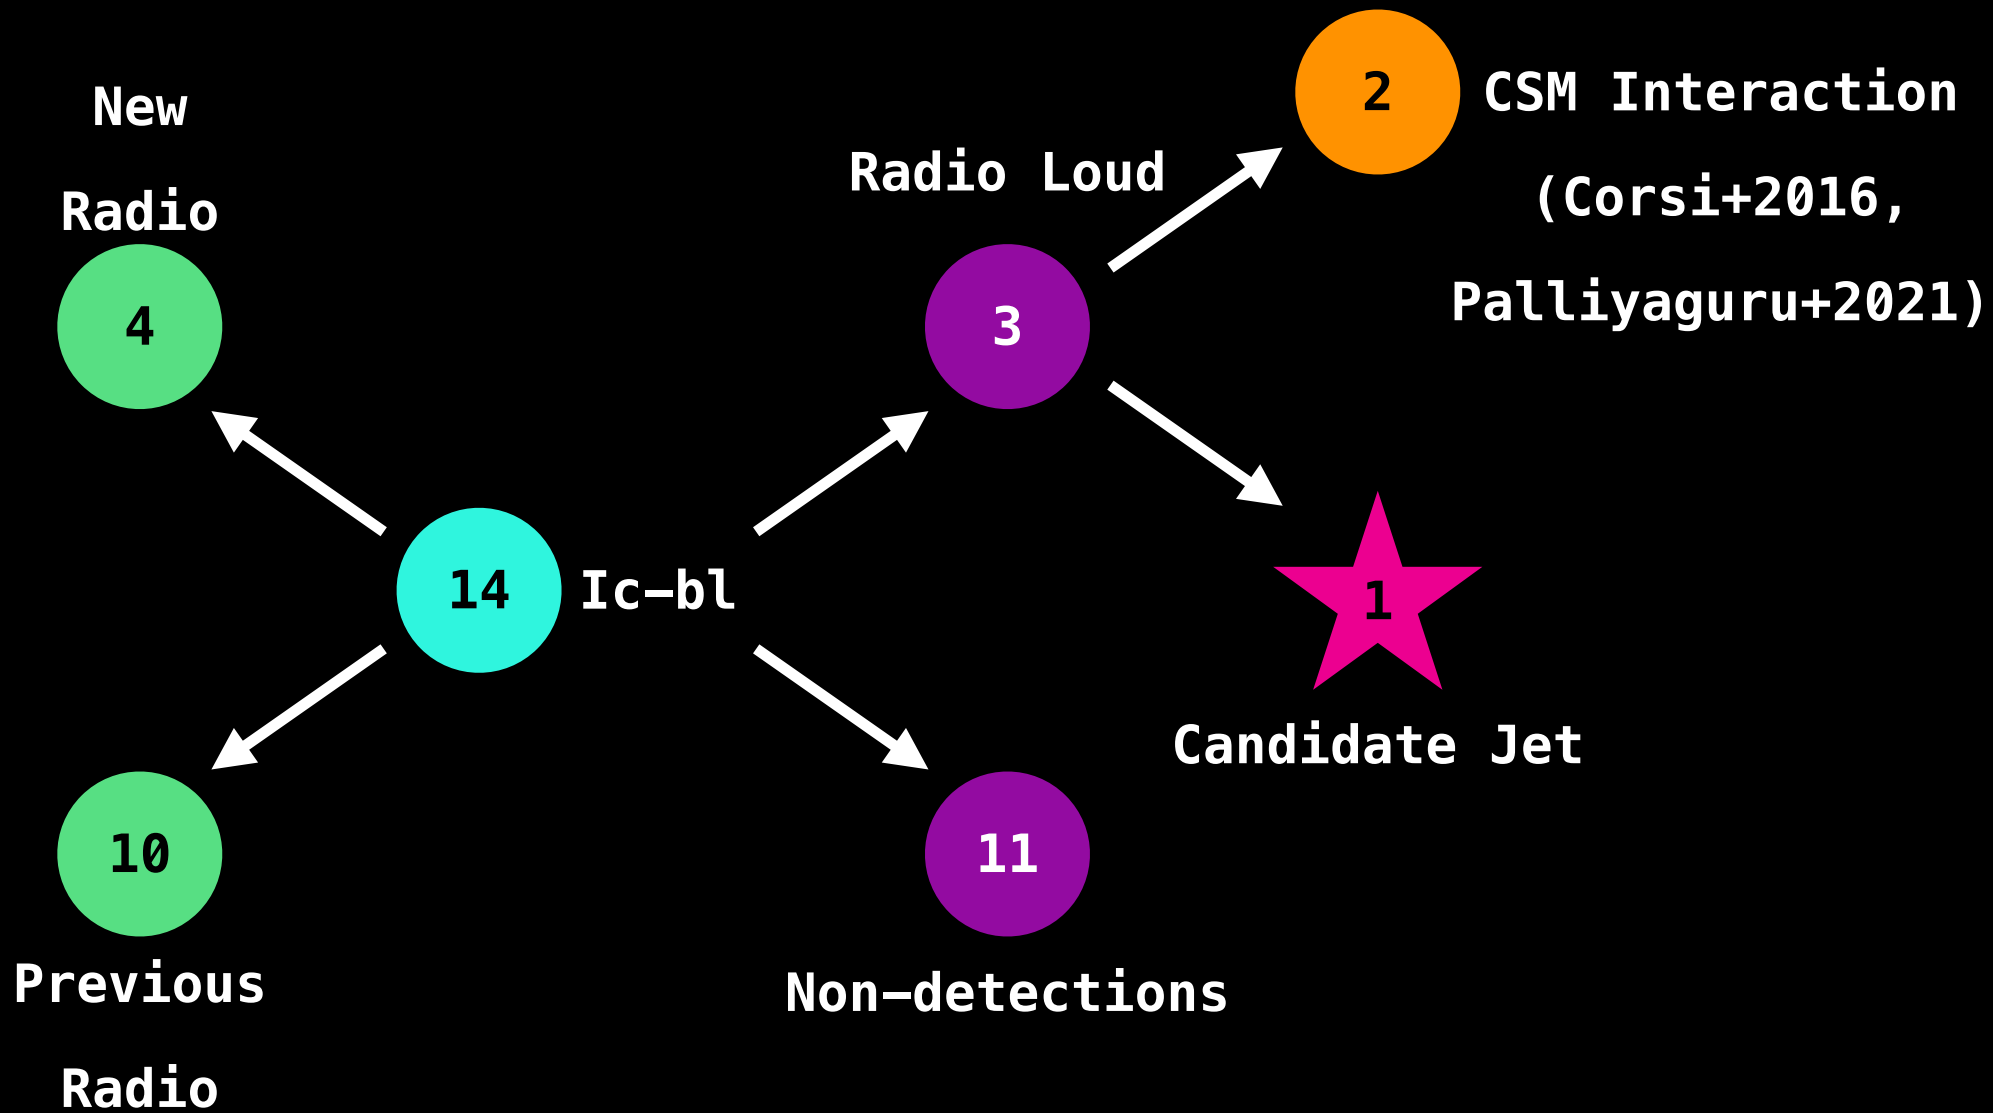 New
Radio
4
14
Ic–bl
10
Previous
Radio
Radio Loud
3
11
Non–detections
2
CSM Interaction
(Corsi+2016,
Palliyaguru+2021)
1
Candidate Jet